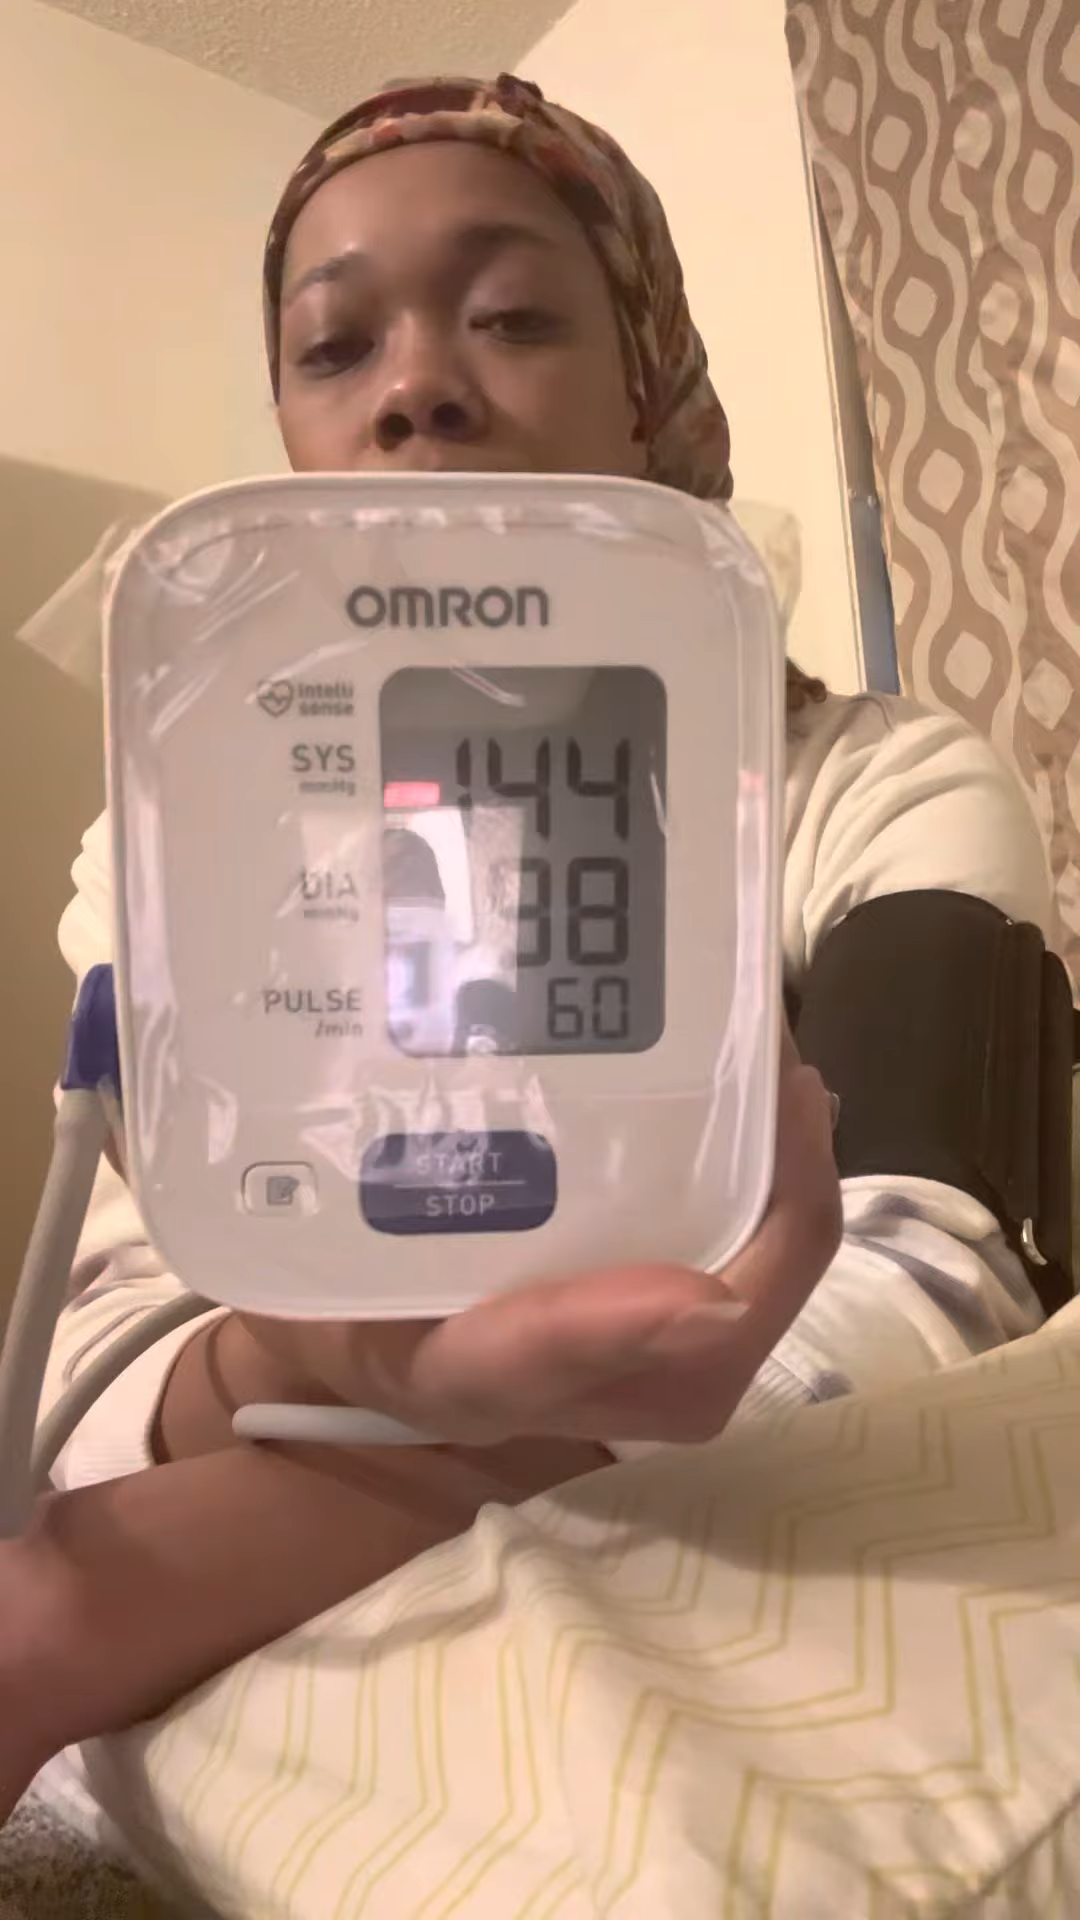 OMRON
intelli
sense
SYS
mmHg
144
DIA
mmHg
88
PULSE
/min
60
START
STOP